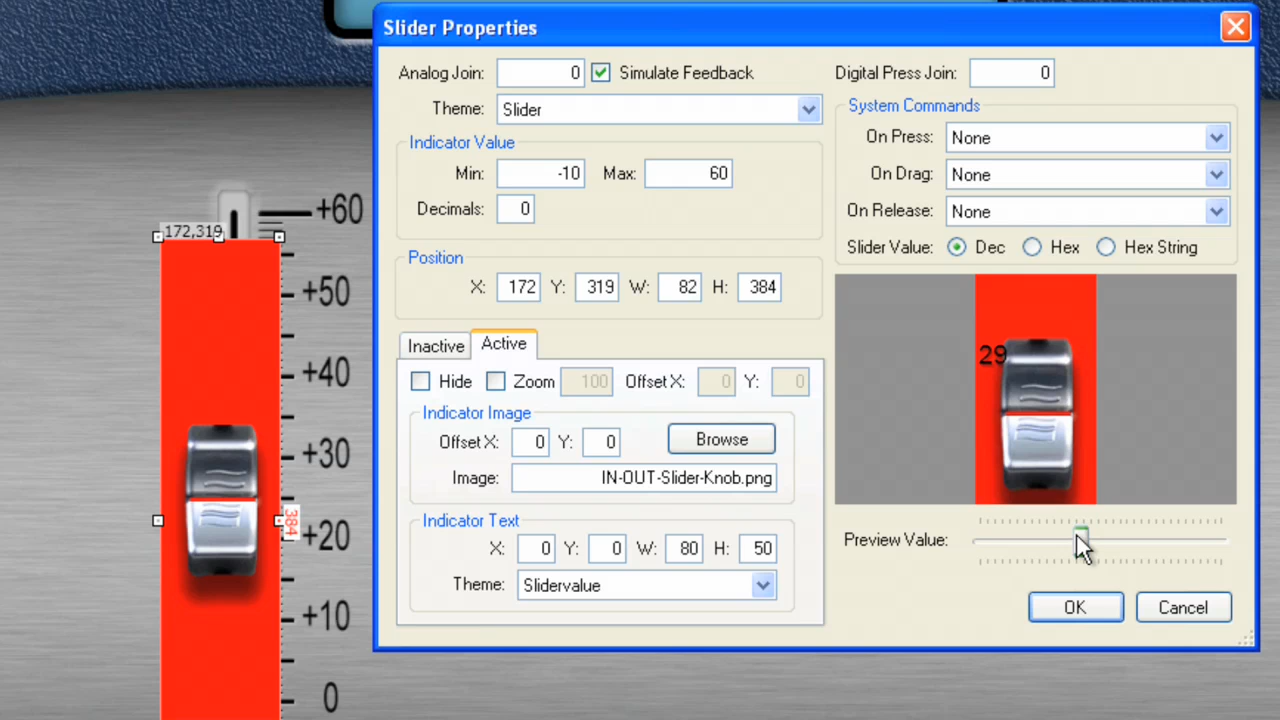 Slider Properties
Analog Join: 0 Simulate Feedback
Theme: Slider
Indicator Value
Min: -10 Max: 60
Decimals: 0
Position
X: 172 Y: 319 W: 82 H: 384
Inactive Active
Hide Zoom 100 Offset X: 0 Y: 0
Indicator Image
Offset X: 0 Y: 0 Browse
Image: IN-OUT-Slider-Knob.png
Indicator Text
X: 0 Y: 0 W: 80 H: 50
Theme: Slidervalue
Digital Press Join: 0
System Commands
On Press: None
On Drag: None
On Release: None
Slider Value: Dec Hex Hex String
29
Preview Value:
OK Cancel
+60
172,319
+50
+40
+30
384
+20
+10
0